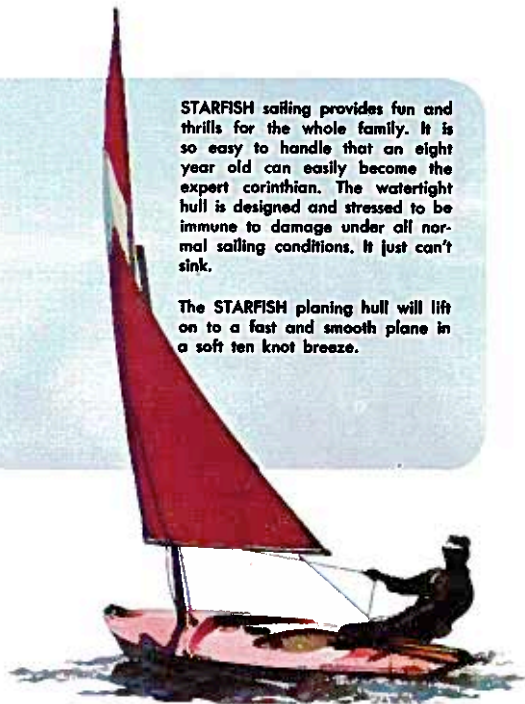 STARFISH sailing provides fun and
thrills for the whole family. It is
so easy to handle that an eight
year old can easily become the
expert corinthian. The watertight
hull is designed and stressed to be
immune to damage under all nor-
mal sailing conditions. It just can't
sink.
The STARFISH planing hull will lift
on to a fast and smooth plane in
a soft ten knot breeze.